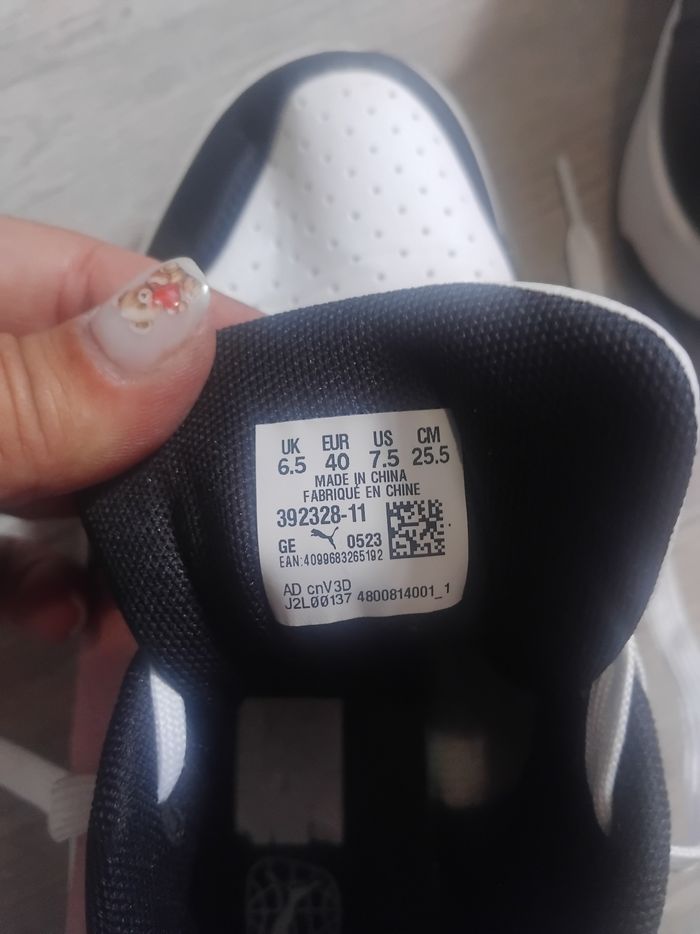 UK EUR US CM
6.5 40 7.5 25.5
MADE IN CHINA
FABRIQUÉ EN CHINE
392328-11
GE 0523
EAN:4099683265192
AD cnV3D
J2L00137 4800814001_1